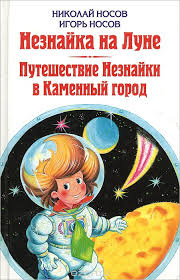 НИКОЛАЙ НОСОВ
ИГОРЬ НОСОВ
Незнайка на Луне
Путешествие Незнайки
в Каменный город